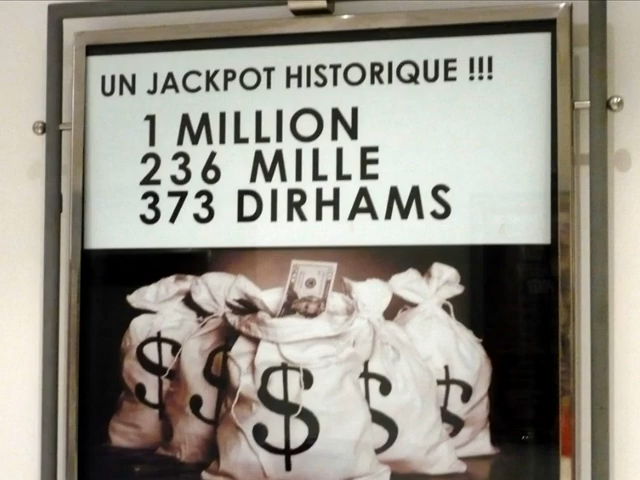 UN JACKPOT HISTORIQUE !!!
1 MILLION
236 MILLE
373 DIRHAMS
$ $ $ $ $